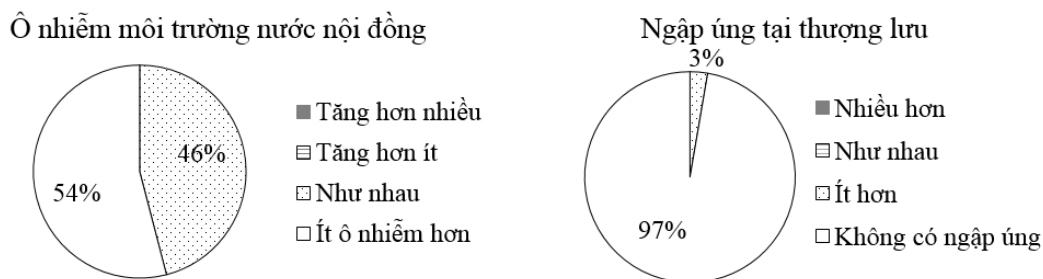 Ô nhiễm môi trường nước nội đồng
46%
54%
Tăng hơn nhiều
Tăng hơn ít
Như nhau
Ít ô nhiễm hơn
Ngập úng tại thượng lưu
3%
97%
Nhiều hơn
Như nhau
Ít hơn
Không có ngập úng